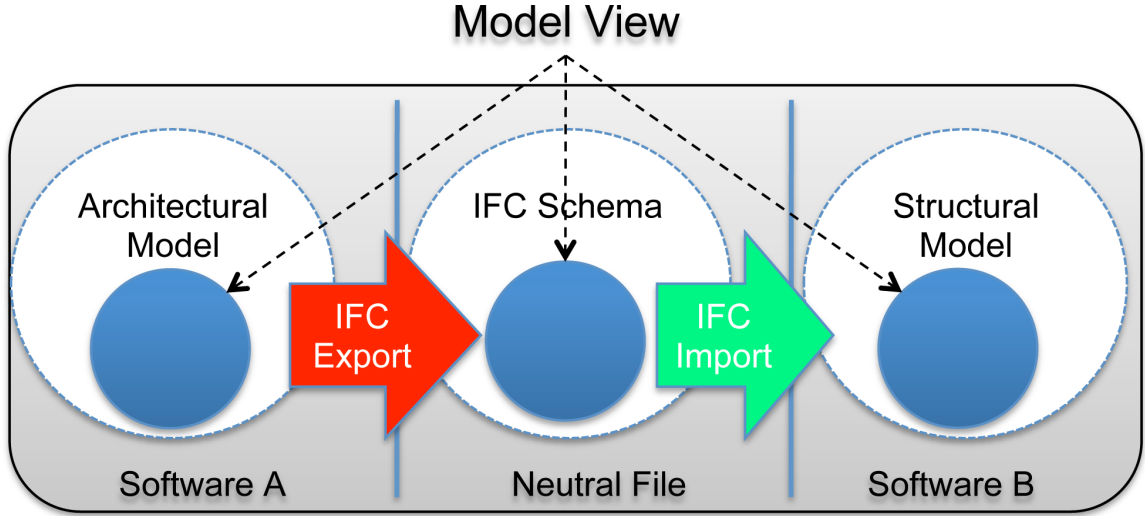 Model View
Architectural
Model
IFC Schema
Structural
Model
IFC
Export
IFC
Import
Software A
Neutral File
Software B